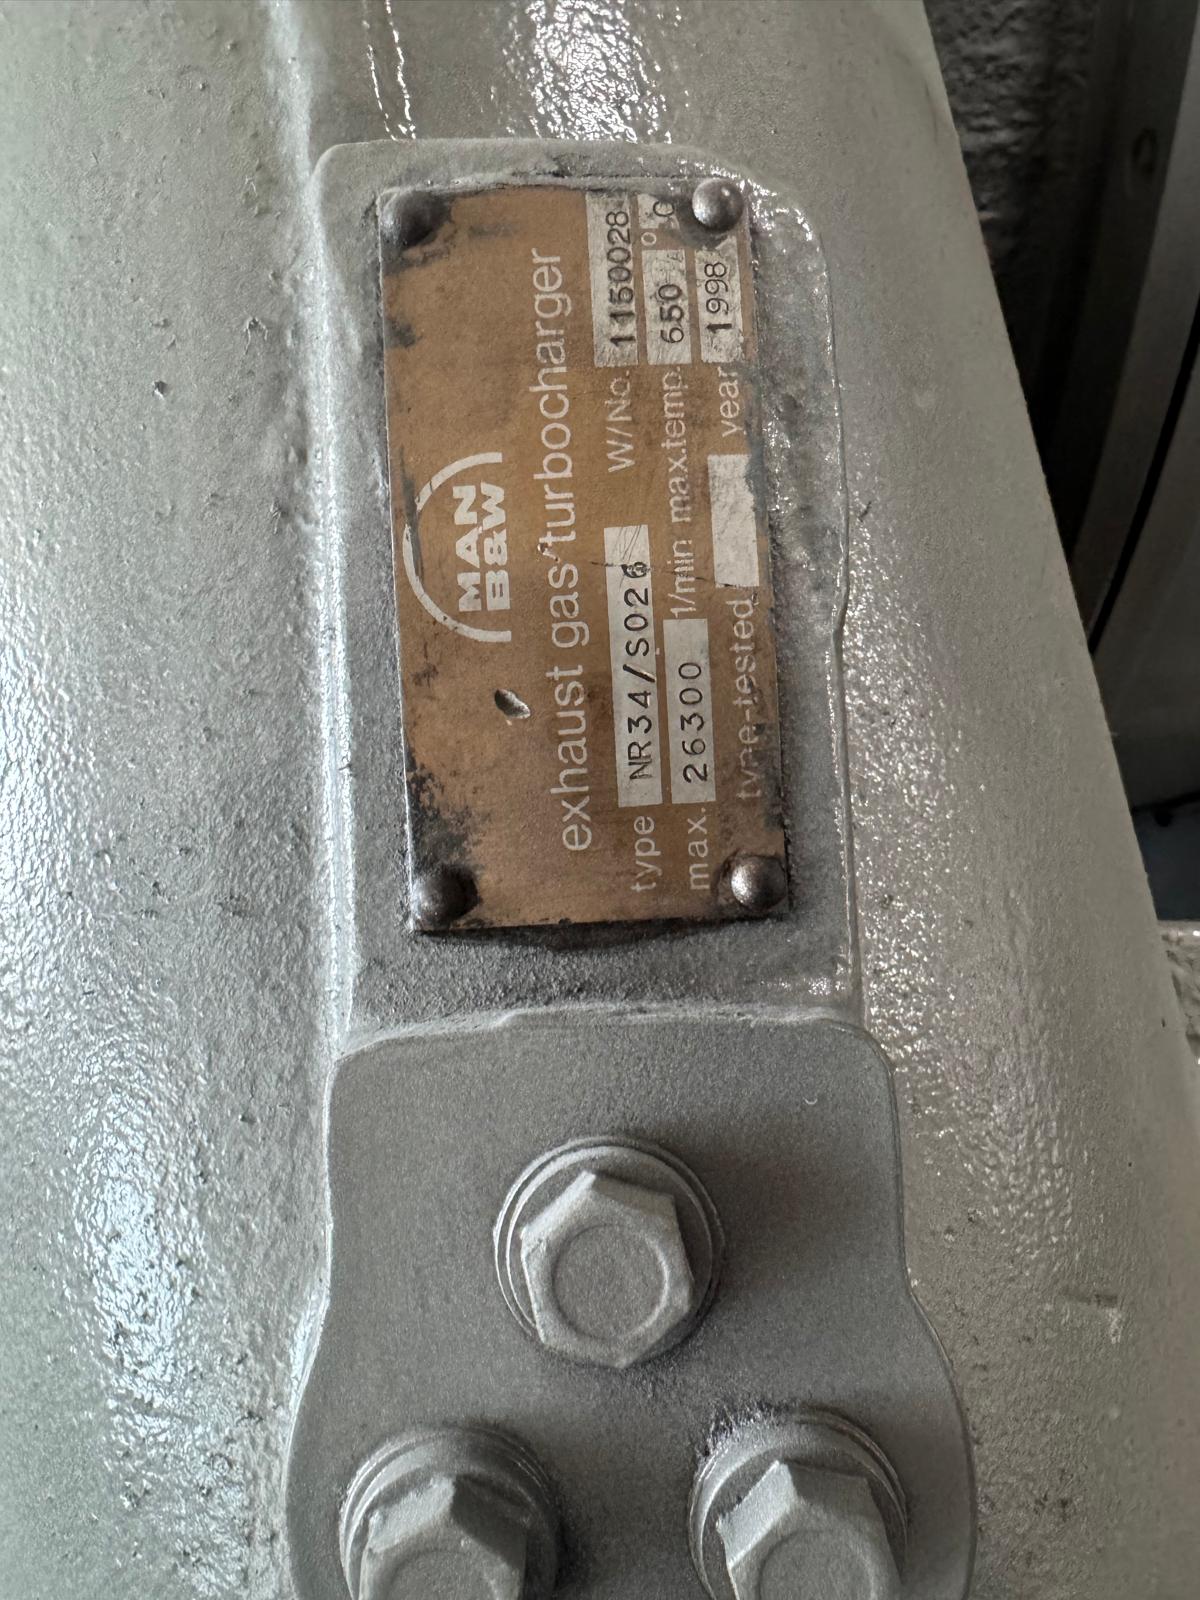 MAN
B&W
exhaust gas turbocharger
type NR34/S026 W/No. 1150028
max. 26300 1/min max.temp. 650 °C
type-tested year 1998